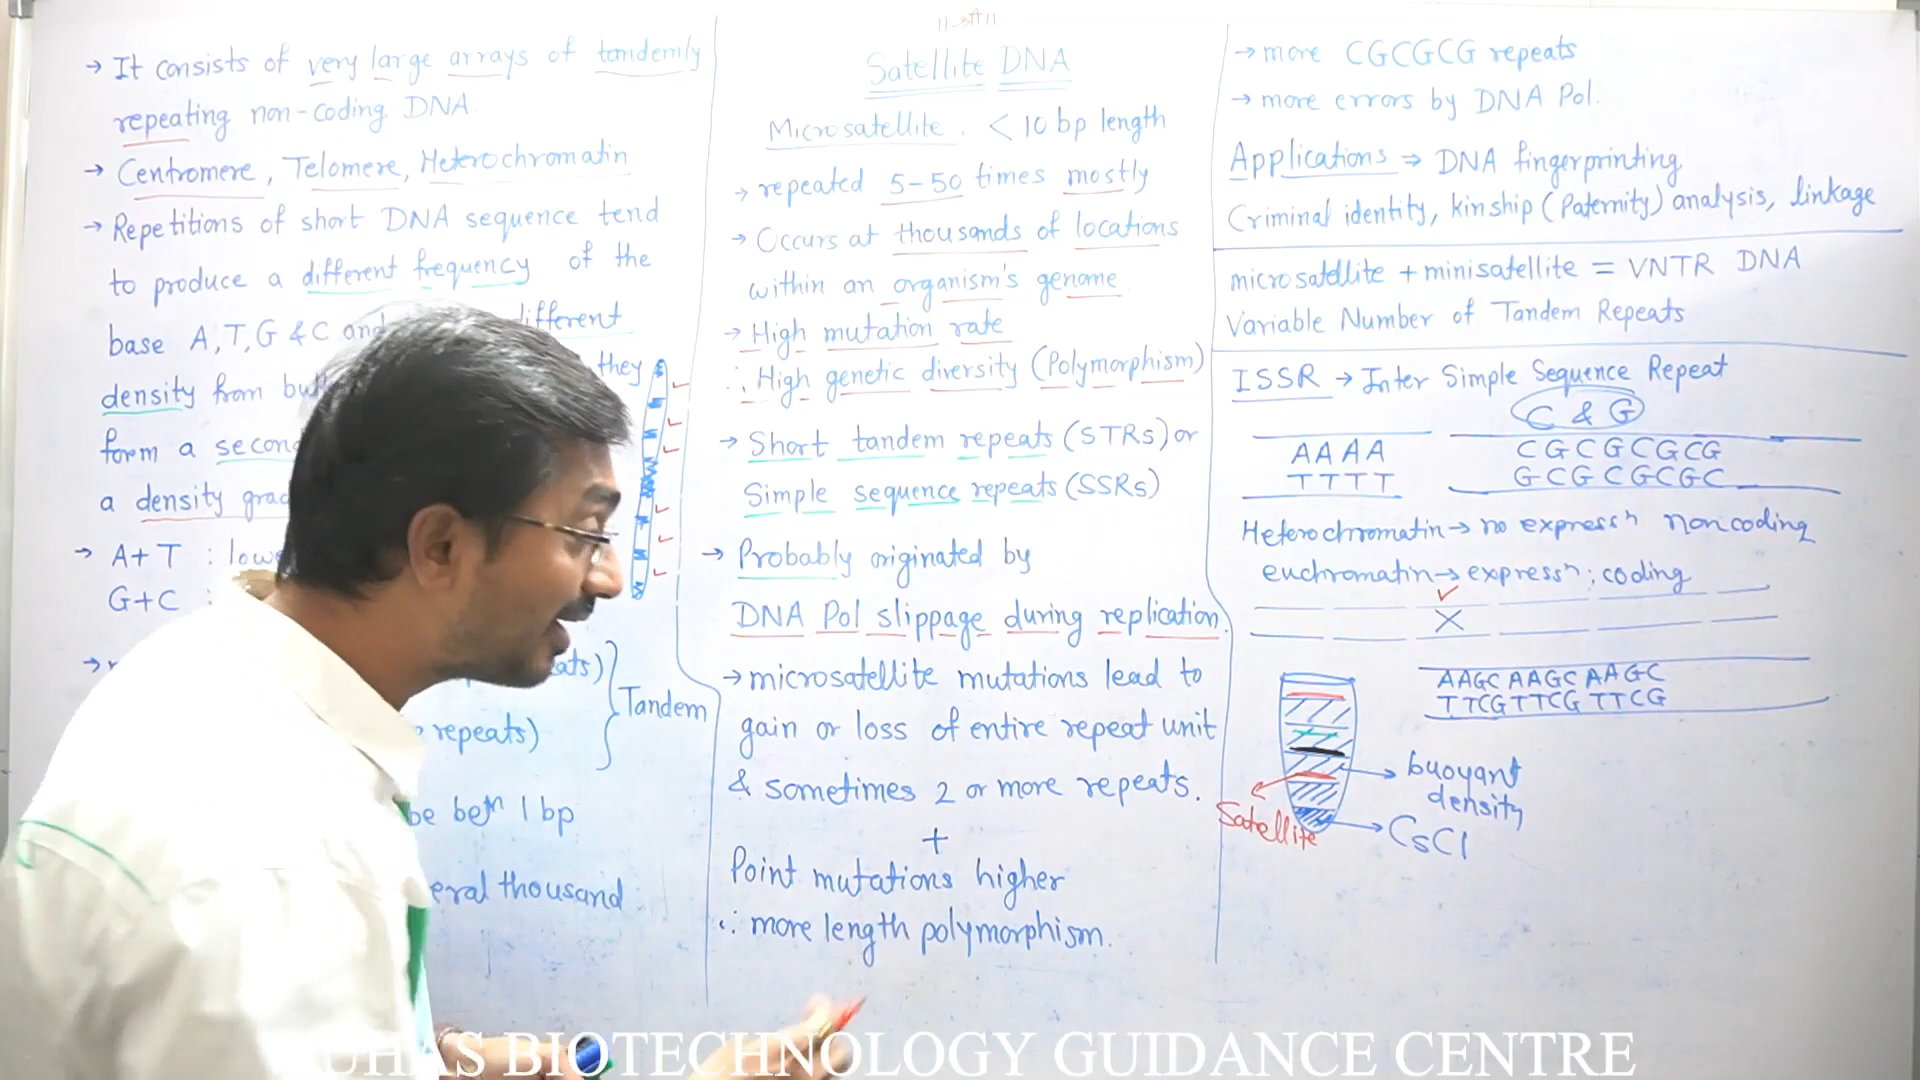 → It consists of very large arrays of tandemly
repeating non-coding DNA
→ Centromere, Telomere, Heterochromatin
→ Repetitions of short DNA sequence tend
to produce a different frequency of the
base A, T, G & C and different
density from they
form a
a density
→ A+T :
G+C :
→
repeats)
} Tandem
be betn 1 bp
thousand
Satellite DNA
Microsatellite. < 10 bp length
→ repeated 5-50 times mostly
→ Occurs at thousands of locations
within an organism's genome
→ High mutation rate
∴ High genetic diversity (Polymorphism)
→ Short tandem repeats (STRs) or
Simple sequence repeats (SSRs)
→ Probably originated by
DNA Pol slippage during replication.
→ microsatellite mutations lead to
gain or loss of entire repeat unit
& sometimes 2 or more repeats.
+
Point mutations higher
∴ more length polymorphism.
→ more CGCGCG repeats
→ more errors by DNA Pol.
Applications ⇒ DNA fingerprinting
Criminal identity, kinship (Paternity) analysis, linkage
microsatellite + minisatellite = VNTR DNA
Variable Number of Tandem Repeats
ISSR → Inter Simple Sequence Repeat
C & G
AAAA CGCGCGCG
TTTT GCGCGCGC
Heterochromatin → no expressn noncoding
euchromatin → expressn; coding
AAGC AAGC AAGC
TTCG TTCG TTCG
buoyant
density
Satellite
CsCl
BIOTECHNOLOGY GUIDANCE CENTRE